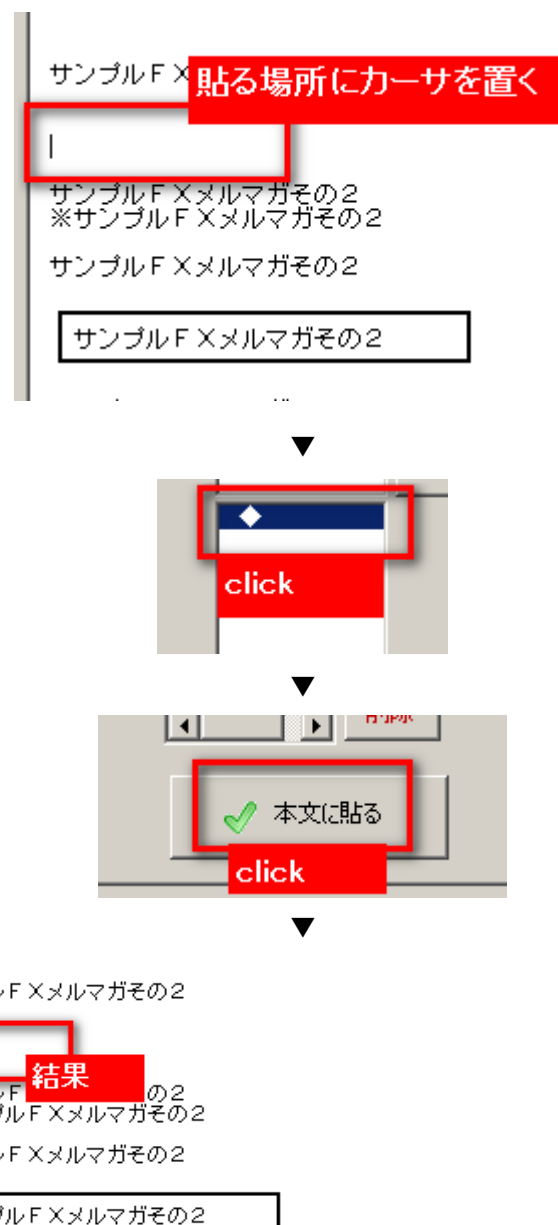 サンプルＦＸ
貼る場所にカーサを置く
サンプルＦＸメルマガその２
※サンプルＦＸメルマガその２
サンプルＦＸメルマガその２
サンプルＦＸメルマガその２
▼
◆
click
▼
削除
本文に貼る
click
▼
ルＦＸメルマガその２
結果
ルＦ の２
プルＦＸメルマガその２
ルＦＸメルマガその２
プルＦＸメルマガその２